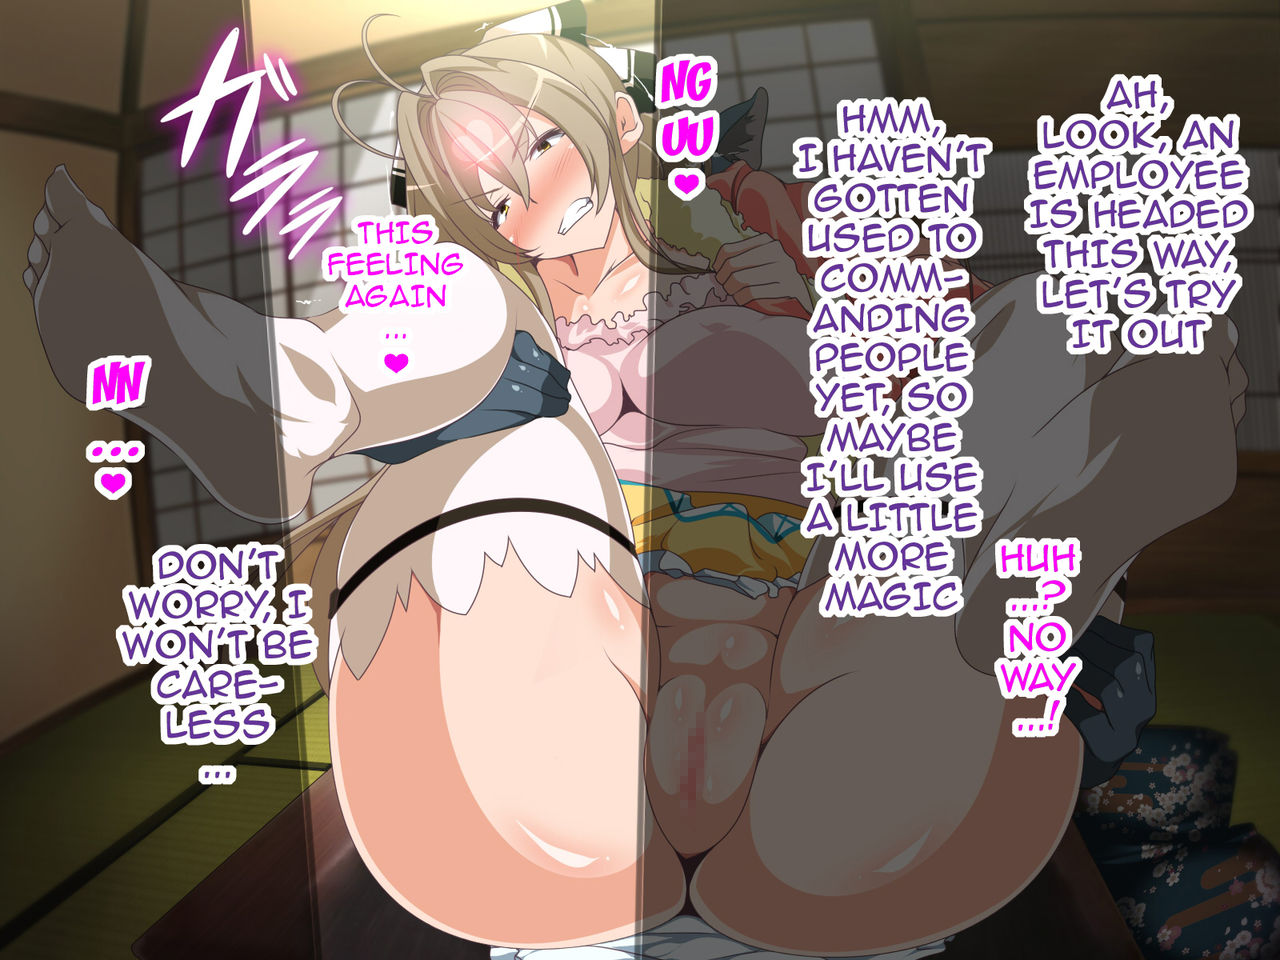 AH,
LOOK, AN
EMPLOYEE
IS HEADED
THIS WAY,
LET'S TRY
IT OUT
HMM,
I HAVEN'T
GOTTEN
USED TO
COMM-
ANDING
PEOPLE
YET, SO
MAYBE
I'LL USE
A LITTLE
MORE
MAGIC
HUH
...?
NO
WAY
...!
NG
UU
♥
ガラララ
THIS
FEELING
AGAIN
...
♥
NN
...
♥
DON'T
WORRY, I
WON'T BE
CARE-
LESS
...